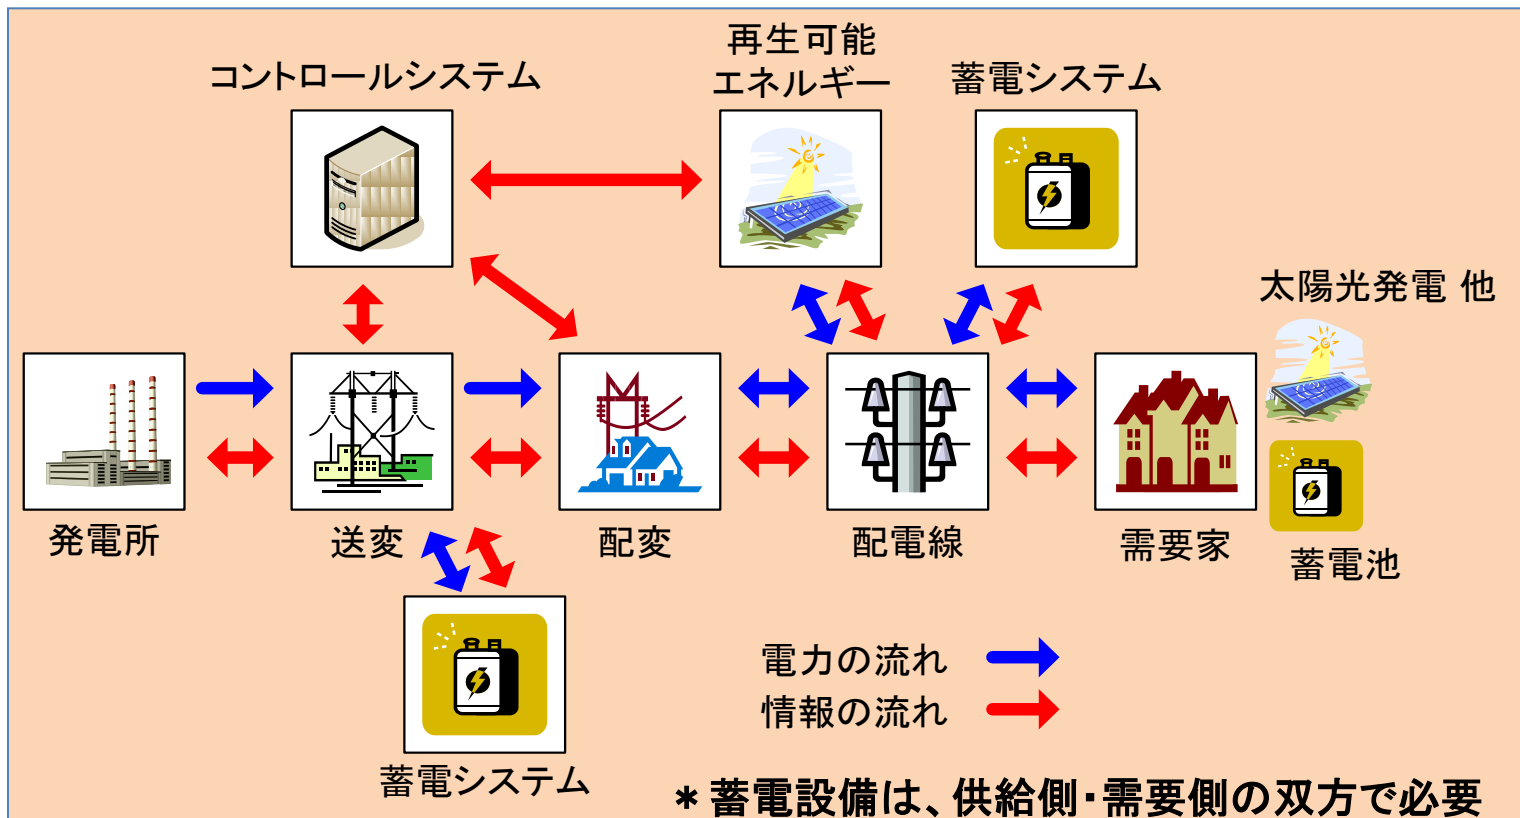 コントロールシステム
再生可能
エネルギー
蓄電システム
太陽光発電 他
発電所
送変
配変
配電線
需要家
蓄電池
蓄電システム
電力の流れ
情報の流れ
＊蓄電設備は、供給側・需要側の双方で必要